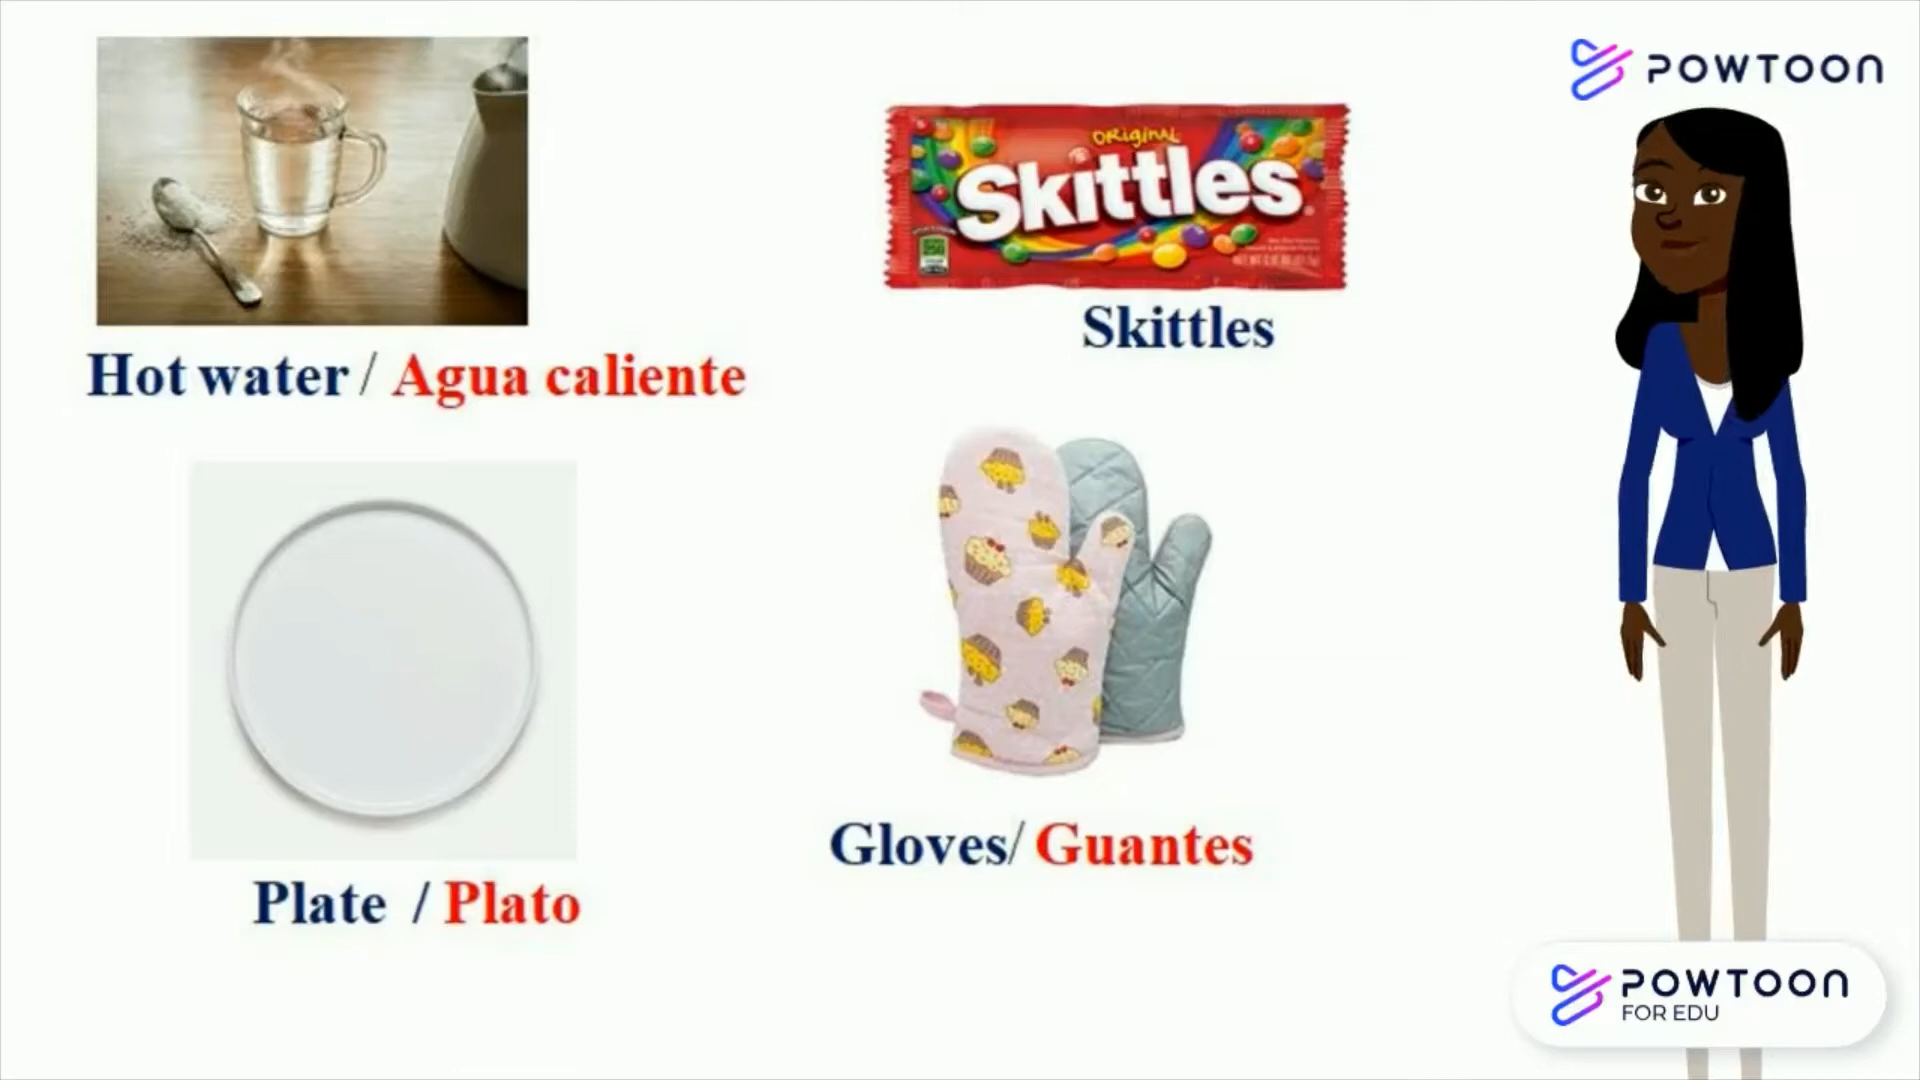 POWTOON
ORIGINAL
Skittles
Skittles
Hot water / Agua caliente
Gloves/ Guantes
Plate / Plato
POWTOON
FOR EDU